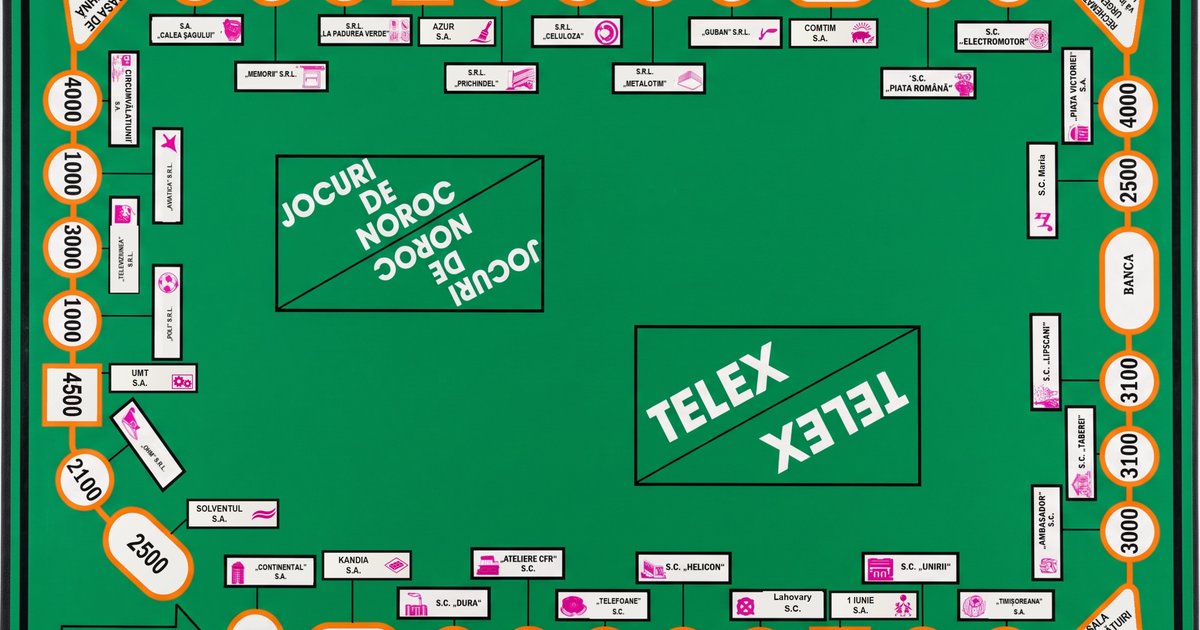 S.A.
„CALEA ŞAGULUI"
S.R.L.
„LA PADUREA VERDE"
AZUR
S.A.
S.R.L.
„CELULOZA"
„GUBAN" S.R.L.
COMTIM
S.A.
S.C.
„ELECTROMOTOR"
„MEMORII" S.R.L.
S.R.L.
„PRICHINDEL"
S.R.L.
„METALOTIM"
S.C.
„PIATA ROMÂNĂ"
„PIATA VICTORIEI"
S.A.
4000
CIRCUMVĂLATIUNII
S.A.
4000
1000
„AVIATICA" S.R.L.
S.C. Maria
2500
JOCURI
DE
NOROC
JOCURI
DE
NOROC
3000
„TELEVIZIUNEA"
S.R.L.
BANCA
1000
„POLI" S.R.L.
TELEX
TELEX
S.C. „LIPSCANI"
3100
4500
UMT
S.A.
S.C. „TABEREI"
3100
2100
„OHM" S.R.L.
„AMBASADOR"
S.C.
3000
2500
SOLVENTUL
S.A.
„CONTINENTAL"
S.A.
KANDIA
S.A.
„ATELIERE CFR"
S.C.
S.C. „HELICON"
S.C. „UNIRII"
S.C. „DURA"
„TELEFOANE"
S.C.
Lahovary
S.C.
1 IUNIE
S.A.
„TIMIŞOREANA"
S.A.
SALA